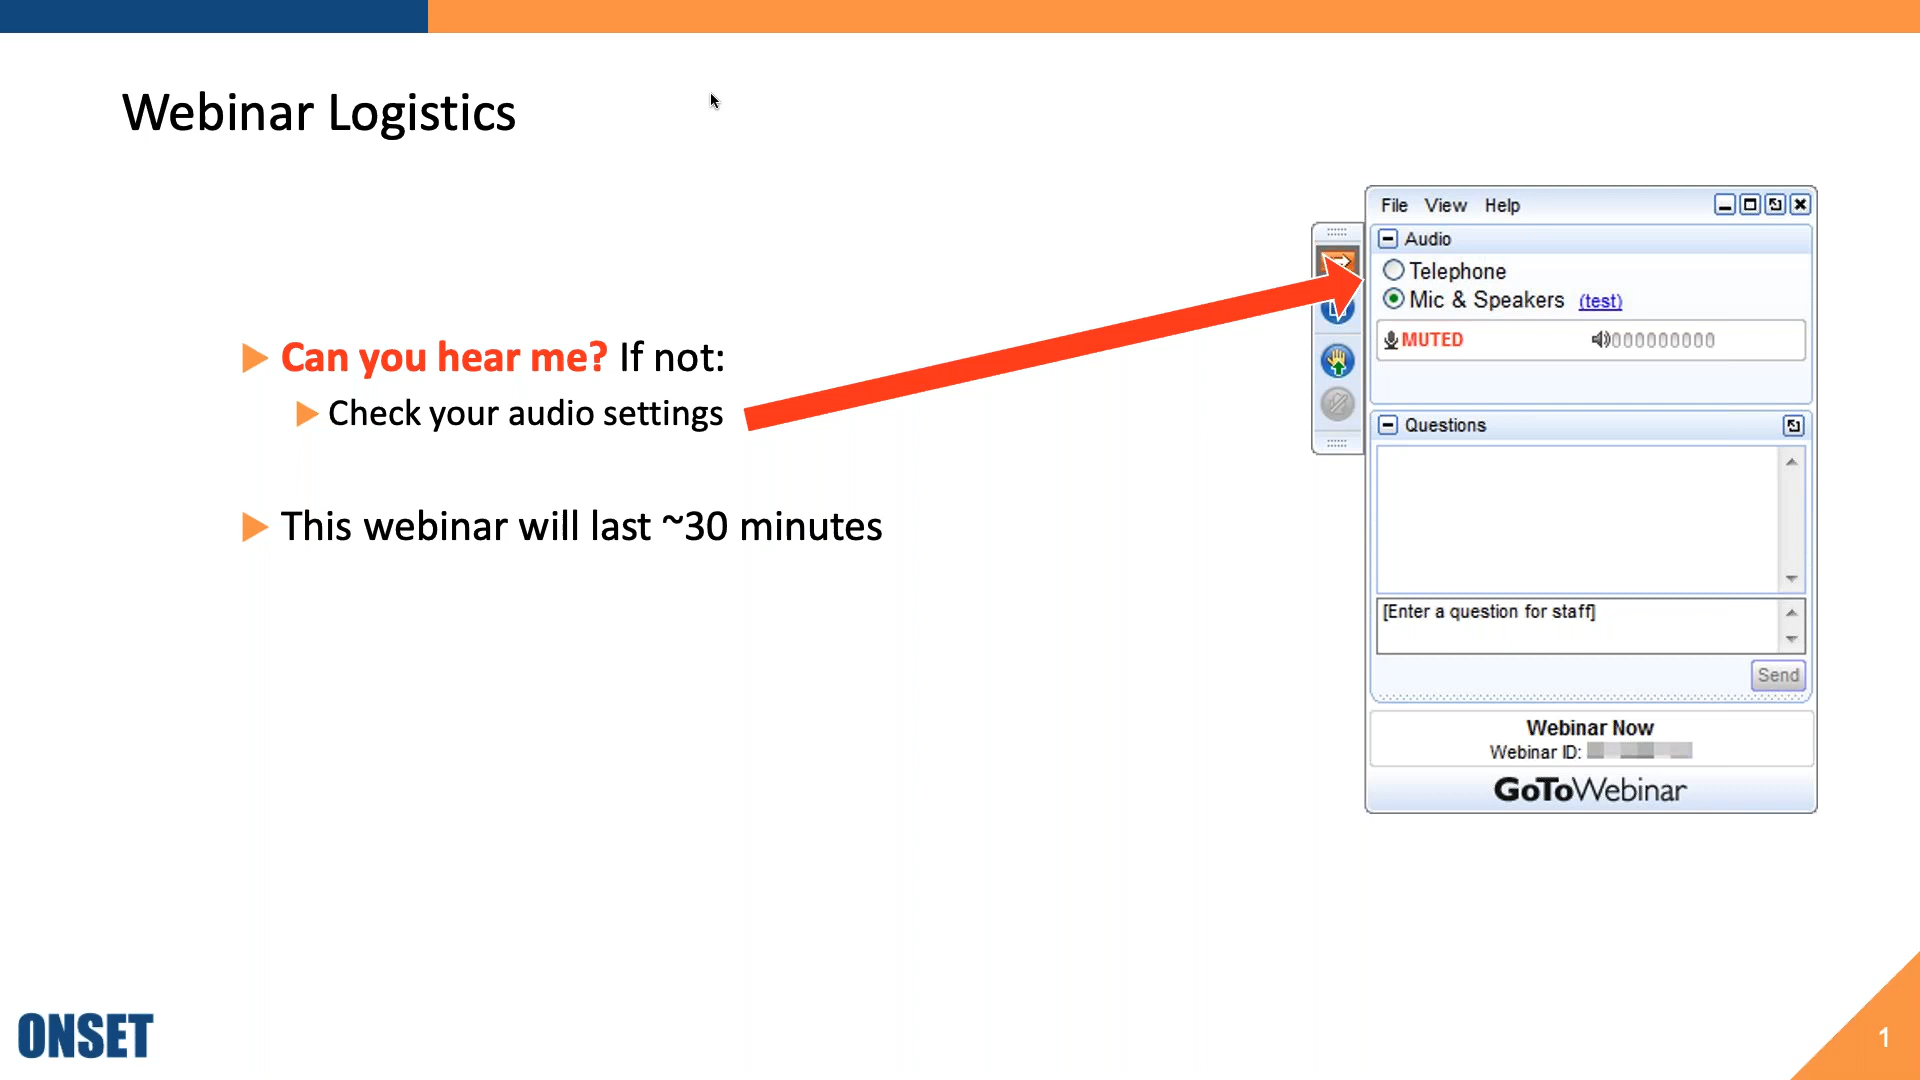 Webinar Logistics
Can you hear me? If not:
Check your audio settings
This webinar will last ~30 minutes
File View Help
Audio
Telephone
Mic & Speakers (test)
MUTED
Questions
[Enter a question for staff]
Send
Webinar Now
Webinar ID:
GoToWebinar
ONSET
1